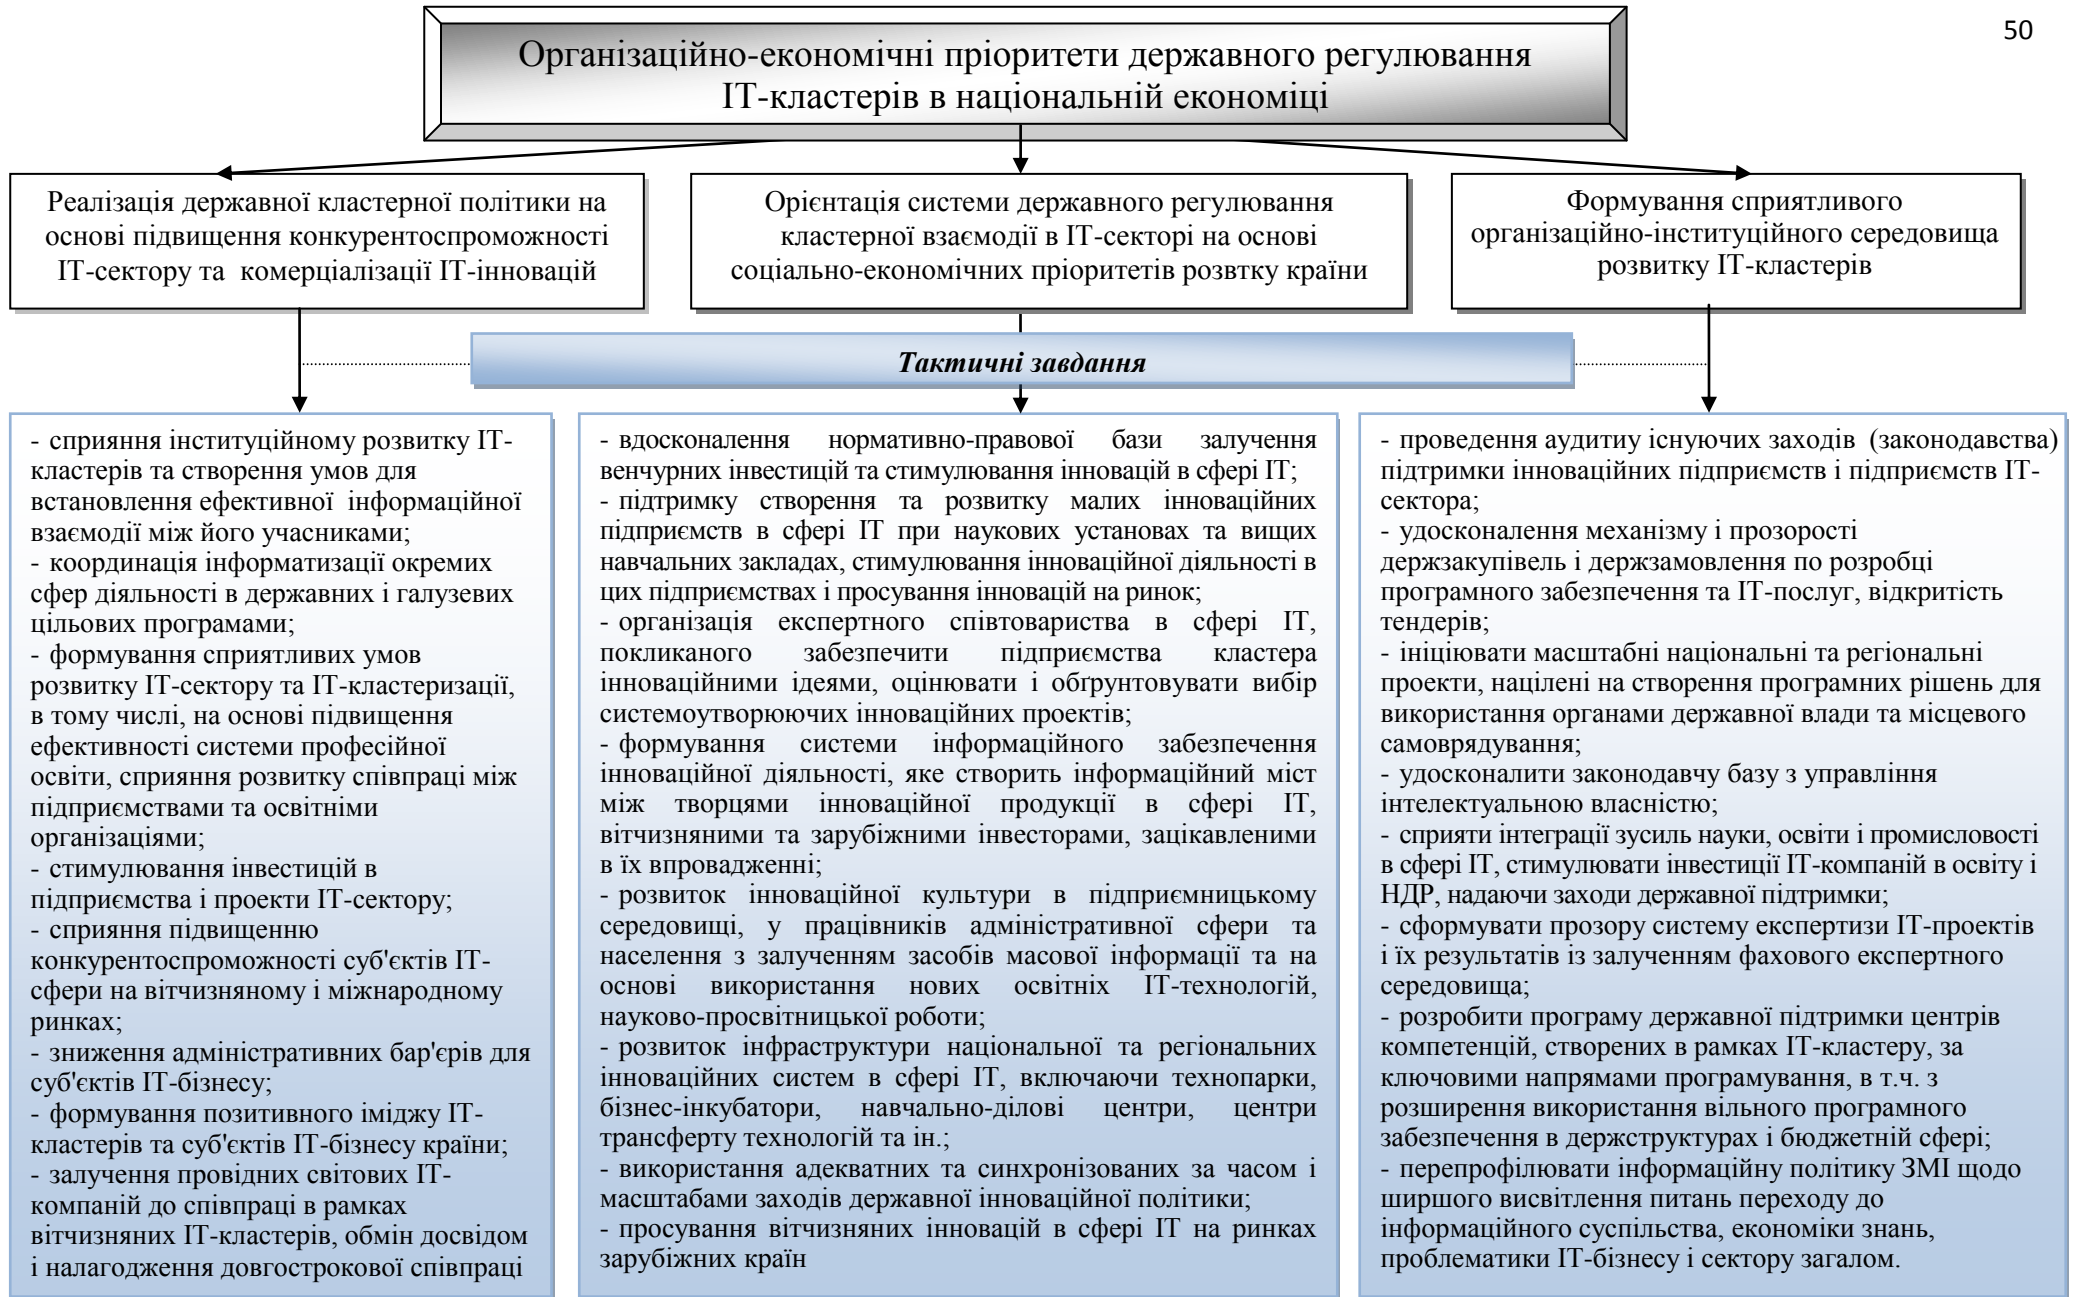 50
Організаційно-економічні пріоритети державного регулювання
ІТ-кластерів в національній економіці
Реалізація державної кластерної політики на
основі підвищення конкурентоспроможності
ІТ-сектору та комерціалізації ІТ-інновацій
Орієнтація системи державного регулювання
кластерної взаємодії в ІТ-секторі на основі
соціально-економічних пріоритетів розвтку країни
Формування сприятливого
організаційно-інституційного середовища
розвитку ІТ-кластерів
Тактичні завдання
- сприяння інституційному розвитку ІТ-
кластерів та створення умов для
встановлення ефективної інформаційної
взаємодії між його учасниками;
- координація інформатизації окремих
сфер діяльності в державних і галузевих
цільових програмами;
- формування сприятливих умов
розвитку ІТ-сектору та ІТ-кластеризації,
в тому числі, на основі підвищення
ефективності системи професійної
освіти, сприяння розвитку співпраці між
підприємствами та освітніми
організаціями;
- стимулювання інвестицій в
підприємства і проекти ІТ-сектору;
- сприяння підвищенню
конкурентоспроможності суб'єктів ІТ-
сфери на вітчизняному і міжнародному
ринках;
- зниження адміністративних бар'єрів для
суб'єктів ІТ-бізнесу;
- формування позитивного іміджу ІТ-
кластерів та суб'єктів ІТ-бізнесу країни;
- залучення провідних світових ІТ-
компаній до співпраці в рамках
вітчизняних ІТ-кластерів, обмін досвідом
і налагодження довгострокової співпраці
- вдосконалення нормативно-правової бази залучення
венчурних інвестицій та стимулювання інновацій в сфері ІТ;
- підтримку створення та розвитку малих інноваційних
підприємств в сфері ІТ при наукових установах та вищих
навчальних закладах, стимулювання інноваційної діяльності в
цих підприємствах і просування інновацій на ринок;
- організація експертного співтовариства в сфері ІТ,
покликаного забезпечити підприємства кластера
інноваційними ідеями, оцінювати і обґрунтовувати вибір
системоутворюючих інноваційних проектів;
- формування системи інформаційного забезпечення
інноваційної діяльності, яке створить інформаційний міст
між творцями інноваційної продукції в сфері ІТ,
вітчизняними та зарубіжними інвесторами, зацікавленими
в їх впровадженні;
- розвиток інноваційної культури в підприємницькому
середовищі, у працівників адміністративної сфери та
населення з залученням засобів масової інформації та на
основі використання нових освітніх ІТ-технологій,
науково-просвітницької роботи;
- розвиток інфраструктури національної та регіональних
інноваційних систем в сфері ІТ, включаючи технопарки,
бізнес-інкубатори, навчально-ділові центри, центри
трансферту технологій та ін.;
- використання адекватних та синхронізованих за часом і
масштабами заходів державної інноваційної політики;
- просування вітчизняних інновацій в сфері ІТ на ринках
зарубіжних країн
- проведення аудитиу існуючих заходів (законодавства)
підтримки інноваційних підприємств і підприємств ІТ-
сектора;
- удосконалення механізму і прозорості
держзакупівель і держзамовлення по розробці
програмного забезпечення та ІТ-послуг, відкритість
тендерів;
- ініціювати масштабні національні та регіональні
проекти, націлені на створення програмних рішень для
використання органами державної влади та місцевого
самоврядування;
- удосконалити законодавчу базу з управління
інтелектуальною власністю;
- сприяти інтеграції зусиль науки, освіти і промисловості
в сфері ІТ, стимулювати інвестиції ІТ-компаній в освіту і
НДР, надаючи заходи державної підтримки;
- сформувати прозору систему експертизи ІТ-проектів
і їх результатів із залученням фахового експертного
середовища;
- розробити програму державної підтримки центрів
компетенцій, створених в рамках ІТ-кластеру, за
ключовими напрямами програмування, в т.ч. з
розширення використання вільного програмного
забезпечення в держструктурах і бюджетній сфері;
- перепрофілювати інформаційну політику ЗМІ щодо
ширшого висвітлення питань переходу до
інформаційного суспільства, економіки знань,
проблематики ІТ-бізнесу і сектору загалом.